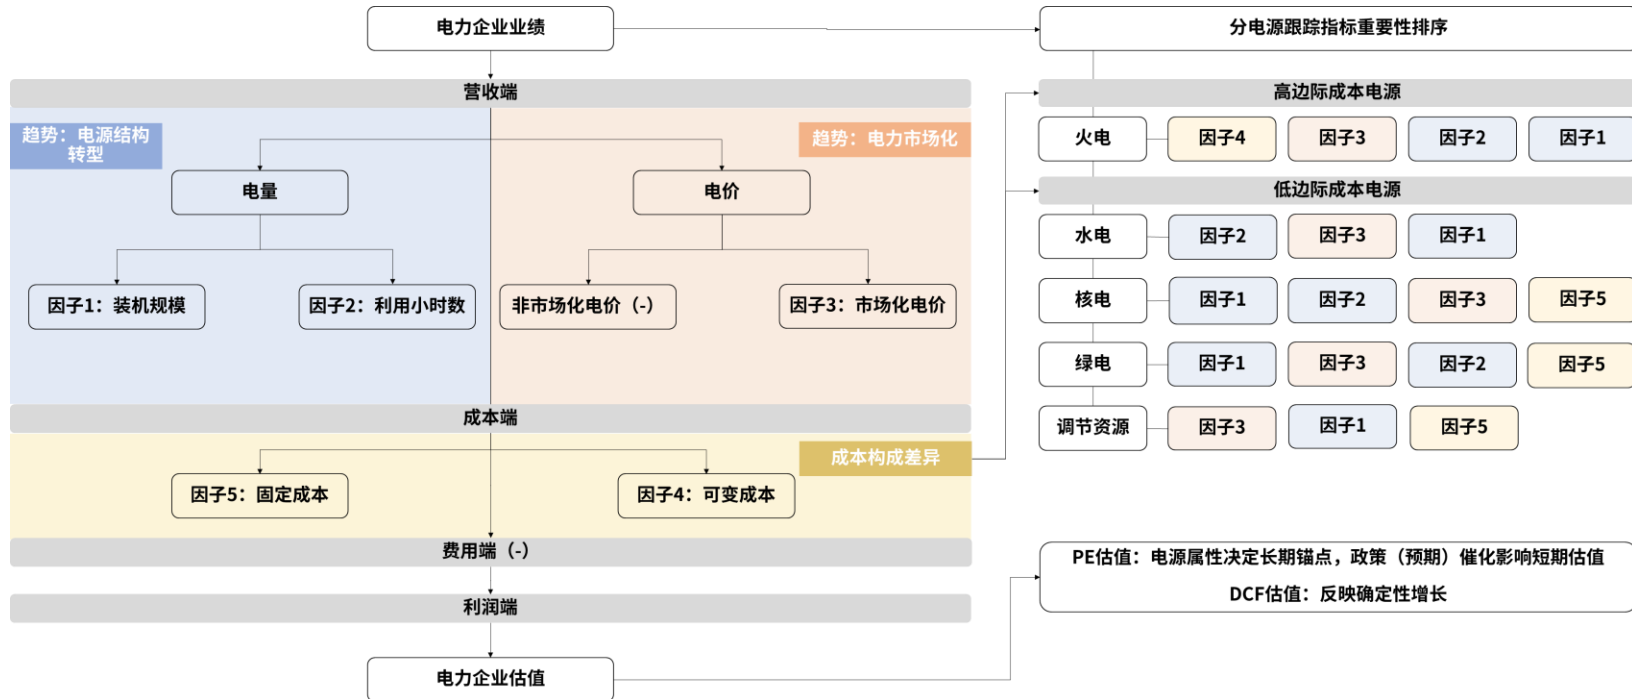 电力企业业绩
营收端
趋势：电源结构
转型
趋势：电力市场化
电量
电价
因子1：装机规模
因子2：利用小时数
非市场化电价（-）
因子3：市场化电价
成本端
成本构成差异
因子5：固定成本
因子4：可变成本
费用端（-）
利润端
电力企业估值
分电源跟踪指标重要性排序
高边际成本电源
火电 因子4 因子3 因子2 因子1
低边际成本电源
水电 因子2 因子3 因子1
核电 因子1 因子2 因子3 因子5
绿电 因子1 因子3 因子2 因子5
调节资源 因子3 因子1 因子5
PE估值：电源属性决定长期锚点，政策（预期）催化影响短期估值
DCF估值：反映确定性增长